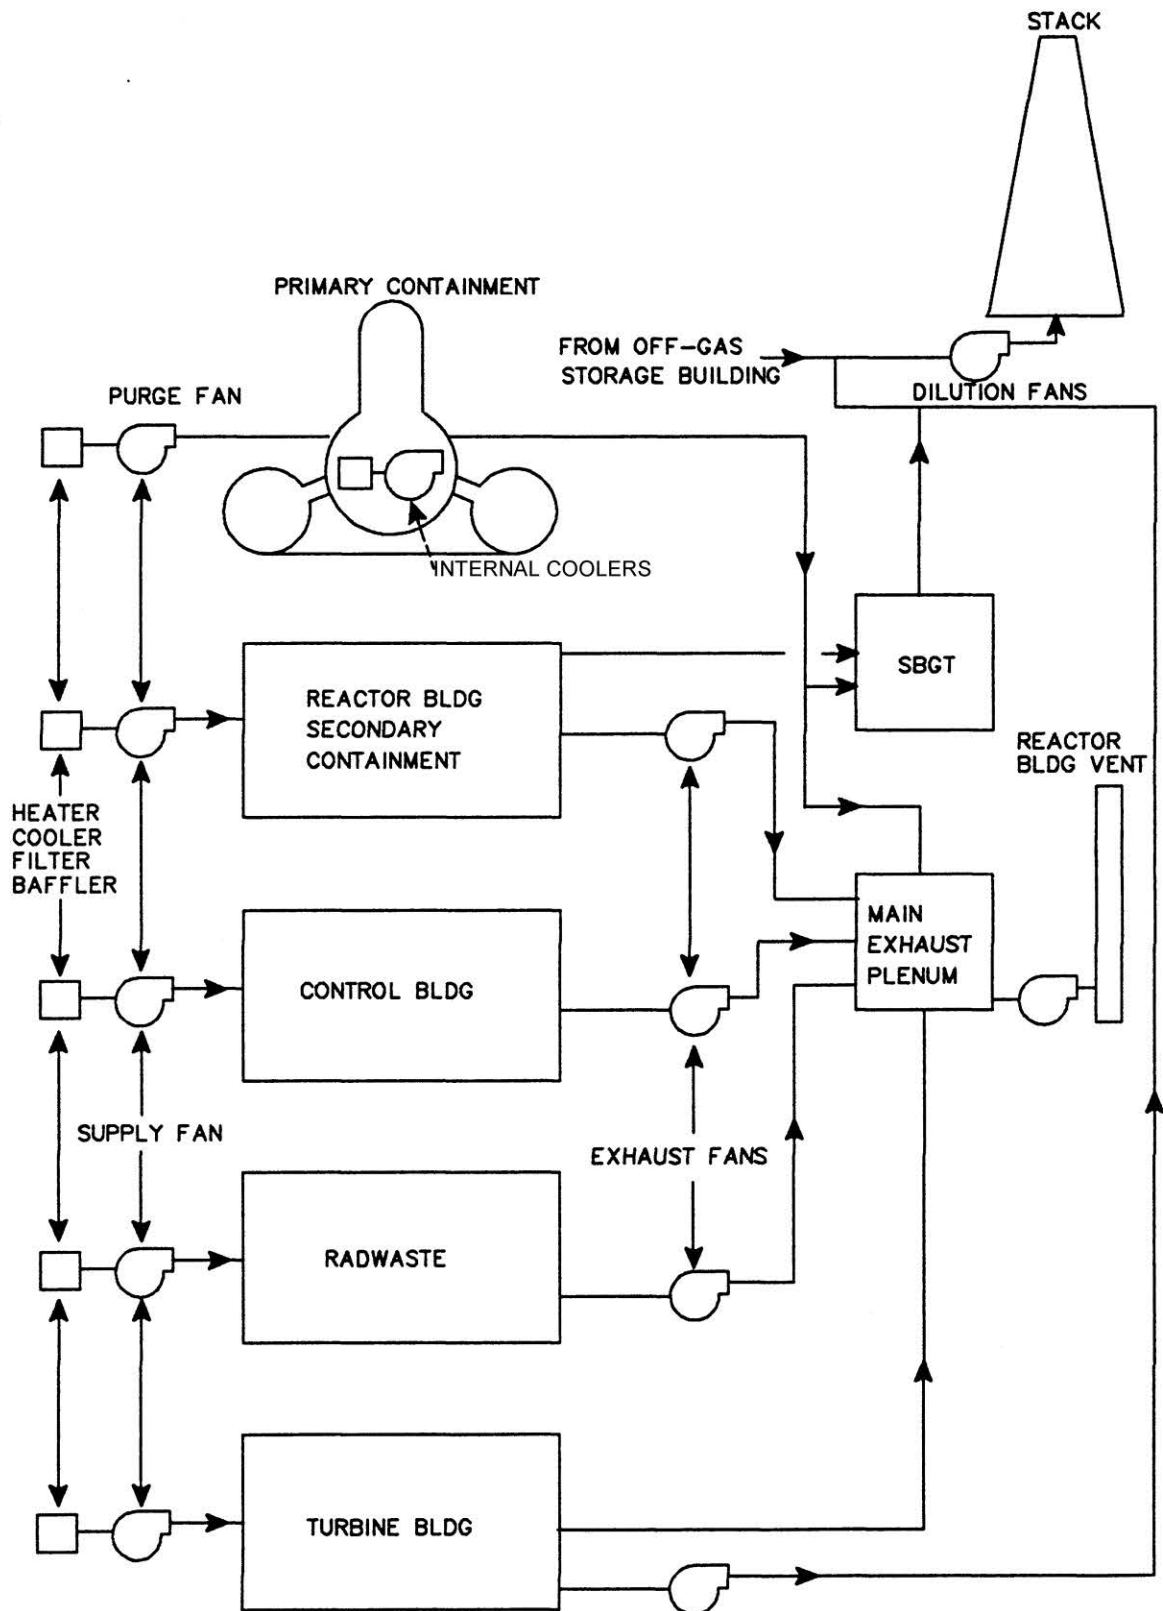 STACK
PRIMARY CONTAINMENT
FROM OFF-GAS
STORAGE BUILDING
PURGE FAN
DILUTION FANS
INTERNAL COOLERS
SBGT
REACTOR BLDG
SECONDARY
CONTAINMENT
REACTOR
BLDG VENT
HEATER
COOLER
FILTER
BAFFLER
MAIN
EXHAUST
PLENUM
CONTROL BLDG
SUPPLY FAN
EXHAUST FANS
RADWASTE
TURBINE BLDG